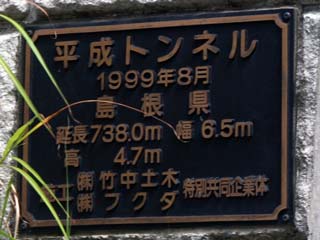 平成トンネル
1999年8月
島根県
延長738.0m 幅 6.5m
高 4.7m
施工 ㈱竹中土木 特別共同企業体
㈱フクダ